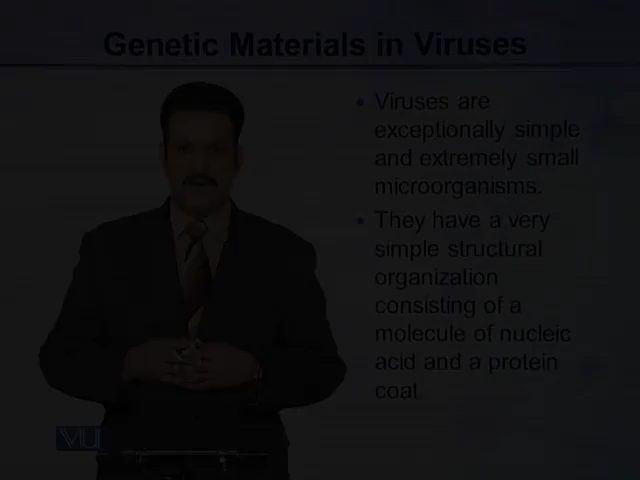 Genetic Materials in Viruses
• Viruses are
exceptionally simple
and extremely small
microorganisms.
• They have a very
simple structural
organization
consisting of a
molecule of nucleic
acid and a protein
coat.
VU